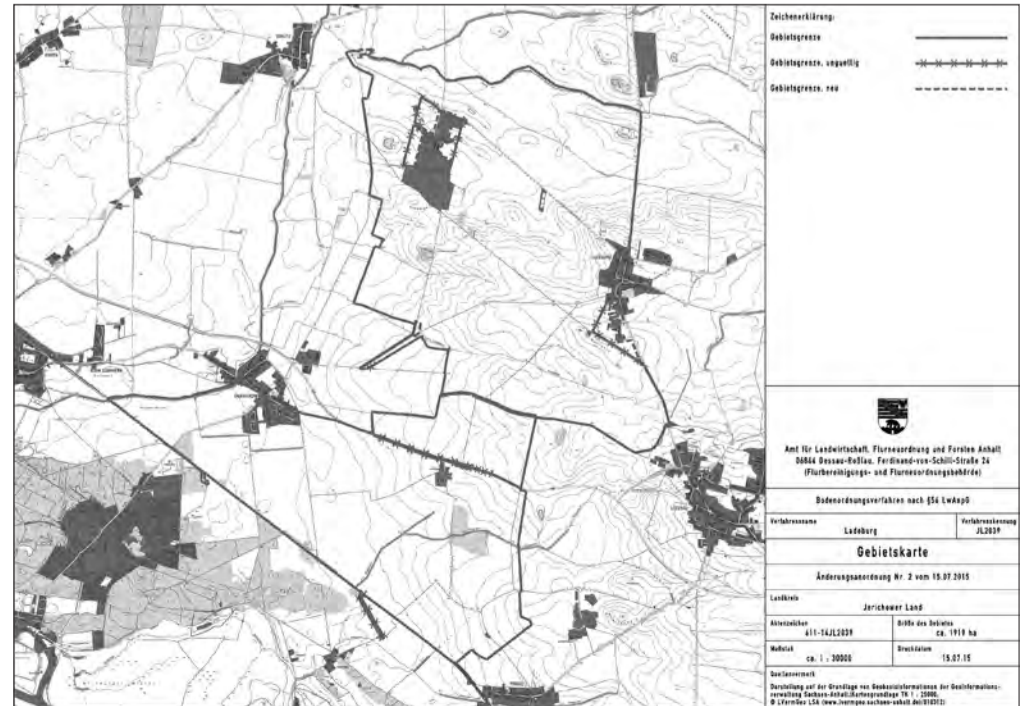 Zeichenerklärung:
Gebietsgrenze
Gebietsgrenze, ungueltig
Gebietsgrenze, neu
Amt für Landwirtschaft, Flurneuordnung und Forsten Anhalt
06844 Dessau-Roßlau, Ferdinand-von-Schill-Straße 24
(Flurbereinigungs- und Flurneuordnungsbehörde)
Bodenordnungsverfahren nach §56 LwAnpG
Verfahrensname
Verfahrenskennung
Ladeburg
JL2039
Gebietskarte
Änderungsanordnung Nr. 2 vom 15.07.2015
Landkreis
Jerichower Land
Aktenzeichen
Größe des Gebietes
611-14JL2039
ca. 1919 ha
Maßstab
Druckdatum
ca. 1 : 30000
15.07.15
Quellenvermerk
Darstellung auf der Grundlage von Geobasisinformationen der Geoinformations-
verwaltung Sachsen-Anhalt.(Kartengrundlage TK 1 : 25000,
© LVermGeo LSA (www.lvermgeo.sachsen-anhalt.de)/010312)